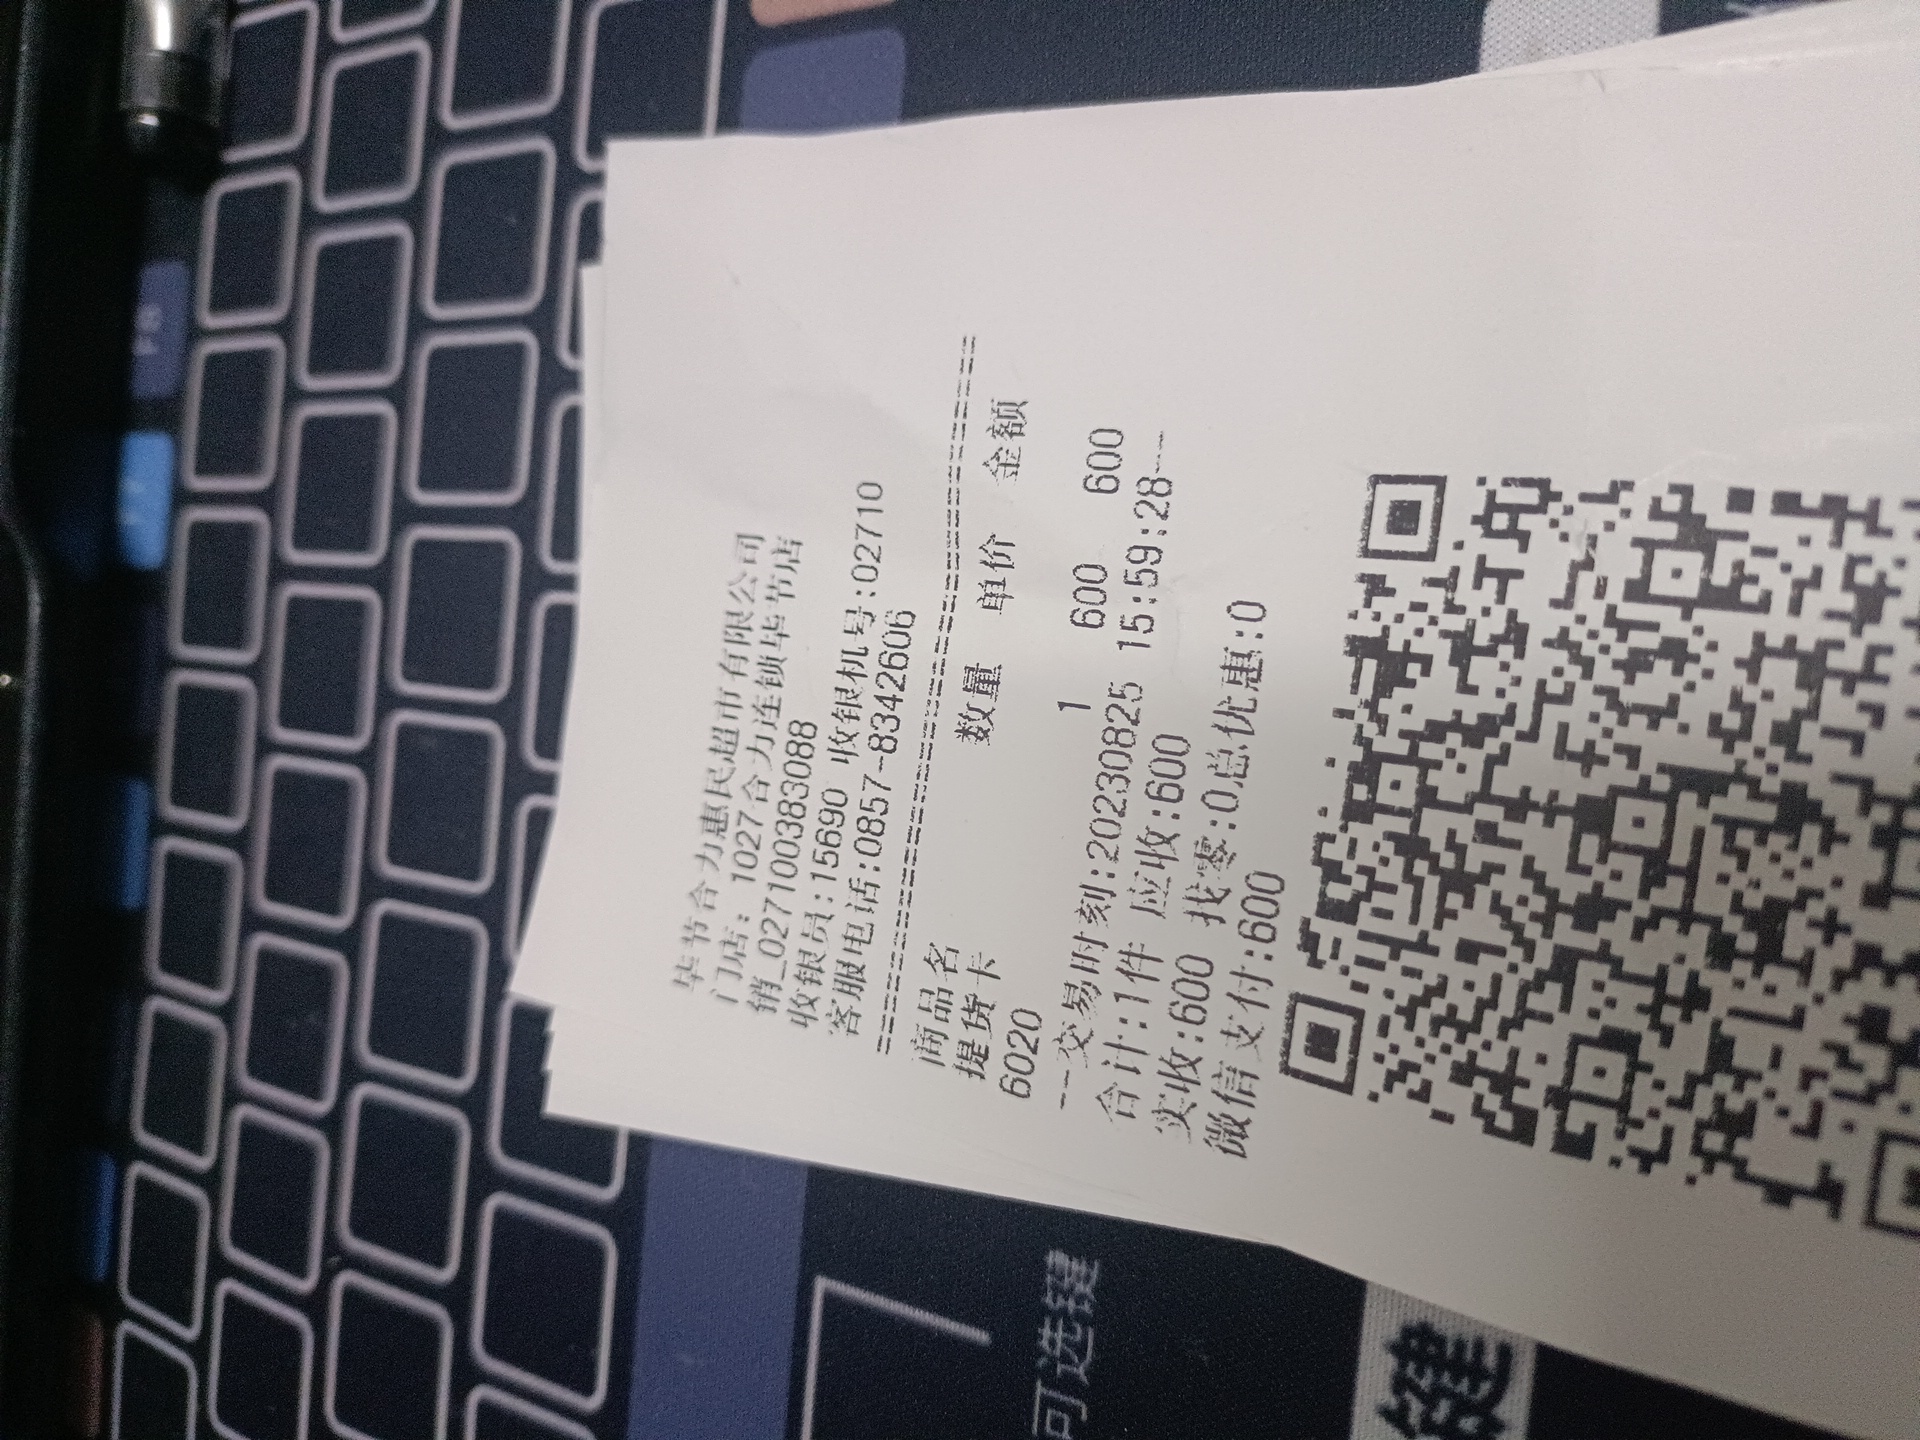 毕节合力惠民超市有限公司
门店：1027合力连锁毕节店
销_027100383088
收银员:15690 收银机号:02710
客服电话:0857-8342606
商品名 数量 单价 金额
提货卡
6020 1 600 600
--交易时刻:20230825 15:59:28--
合计:1件 应收:600
实收:600 找零:0总优惠:0
微信支付:600
可选键
键